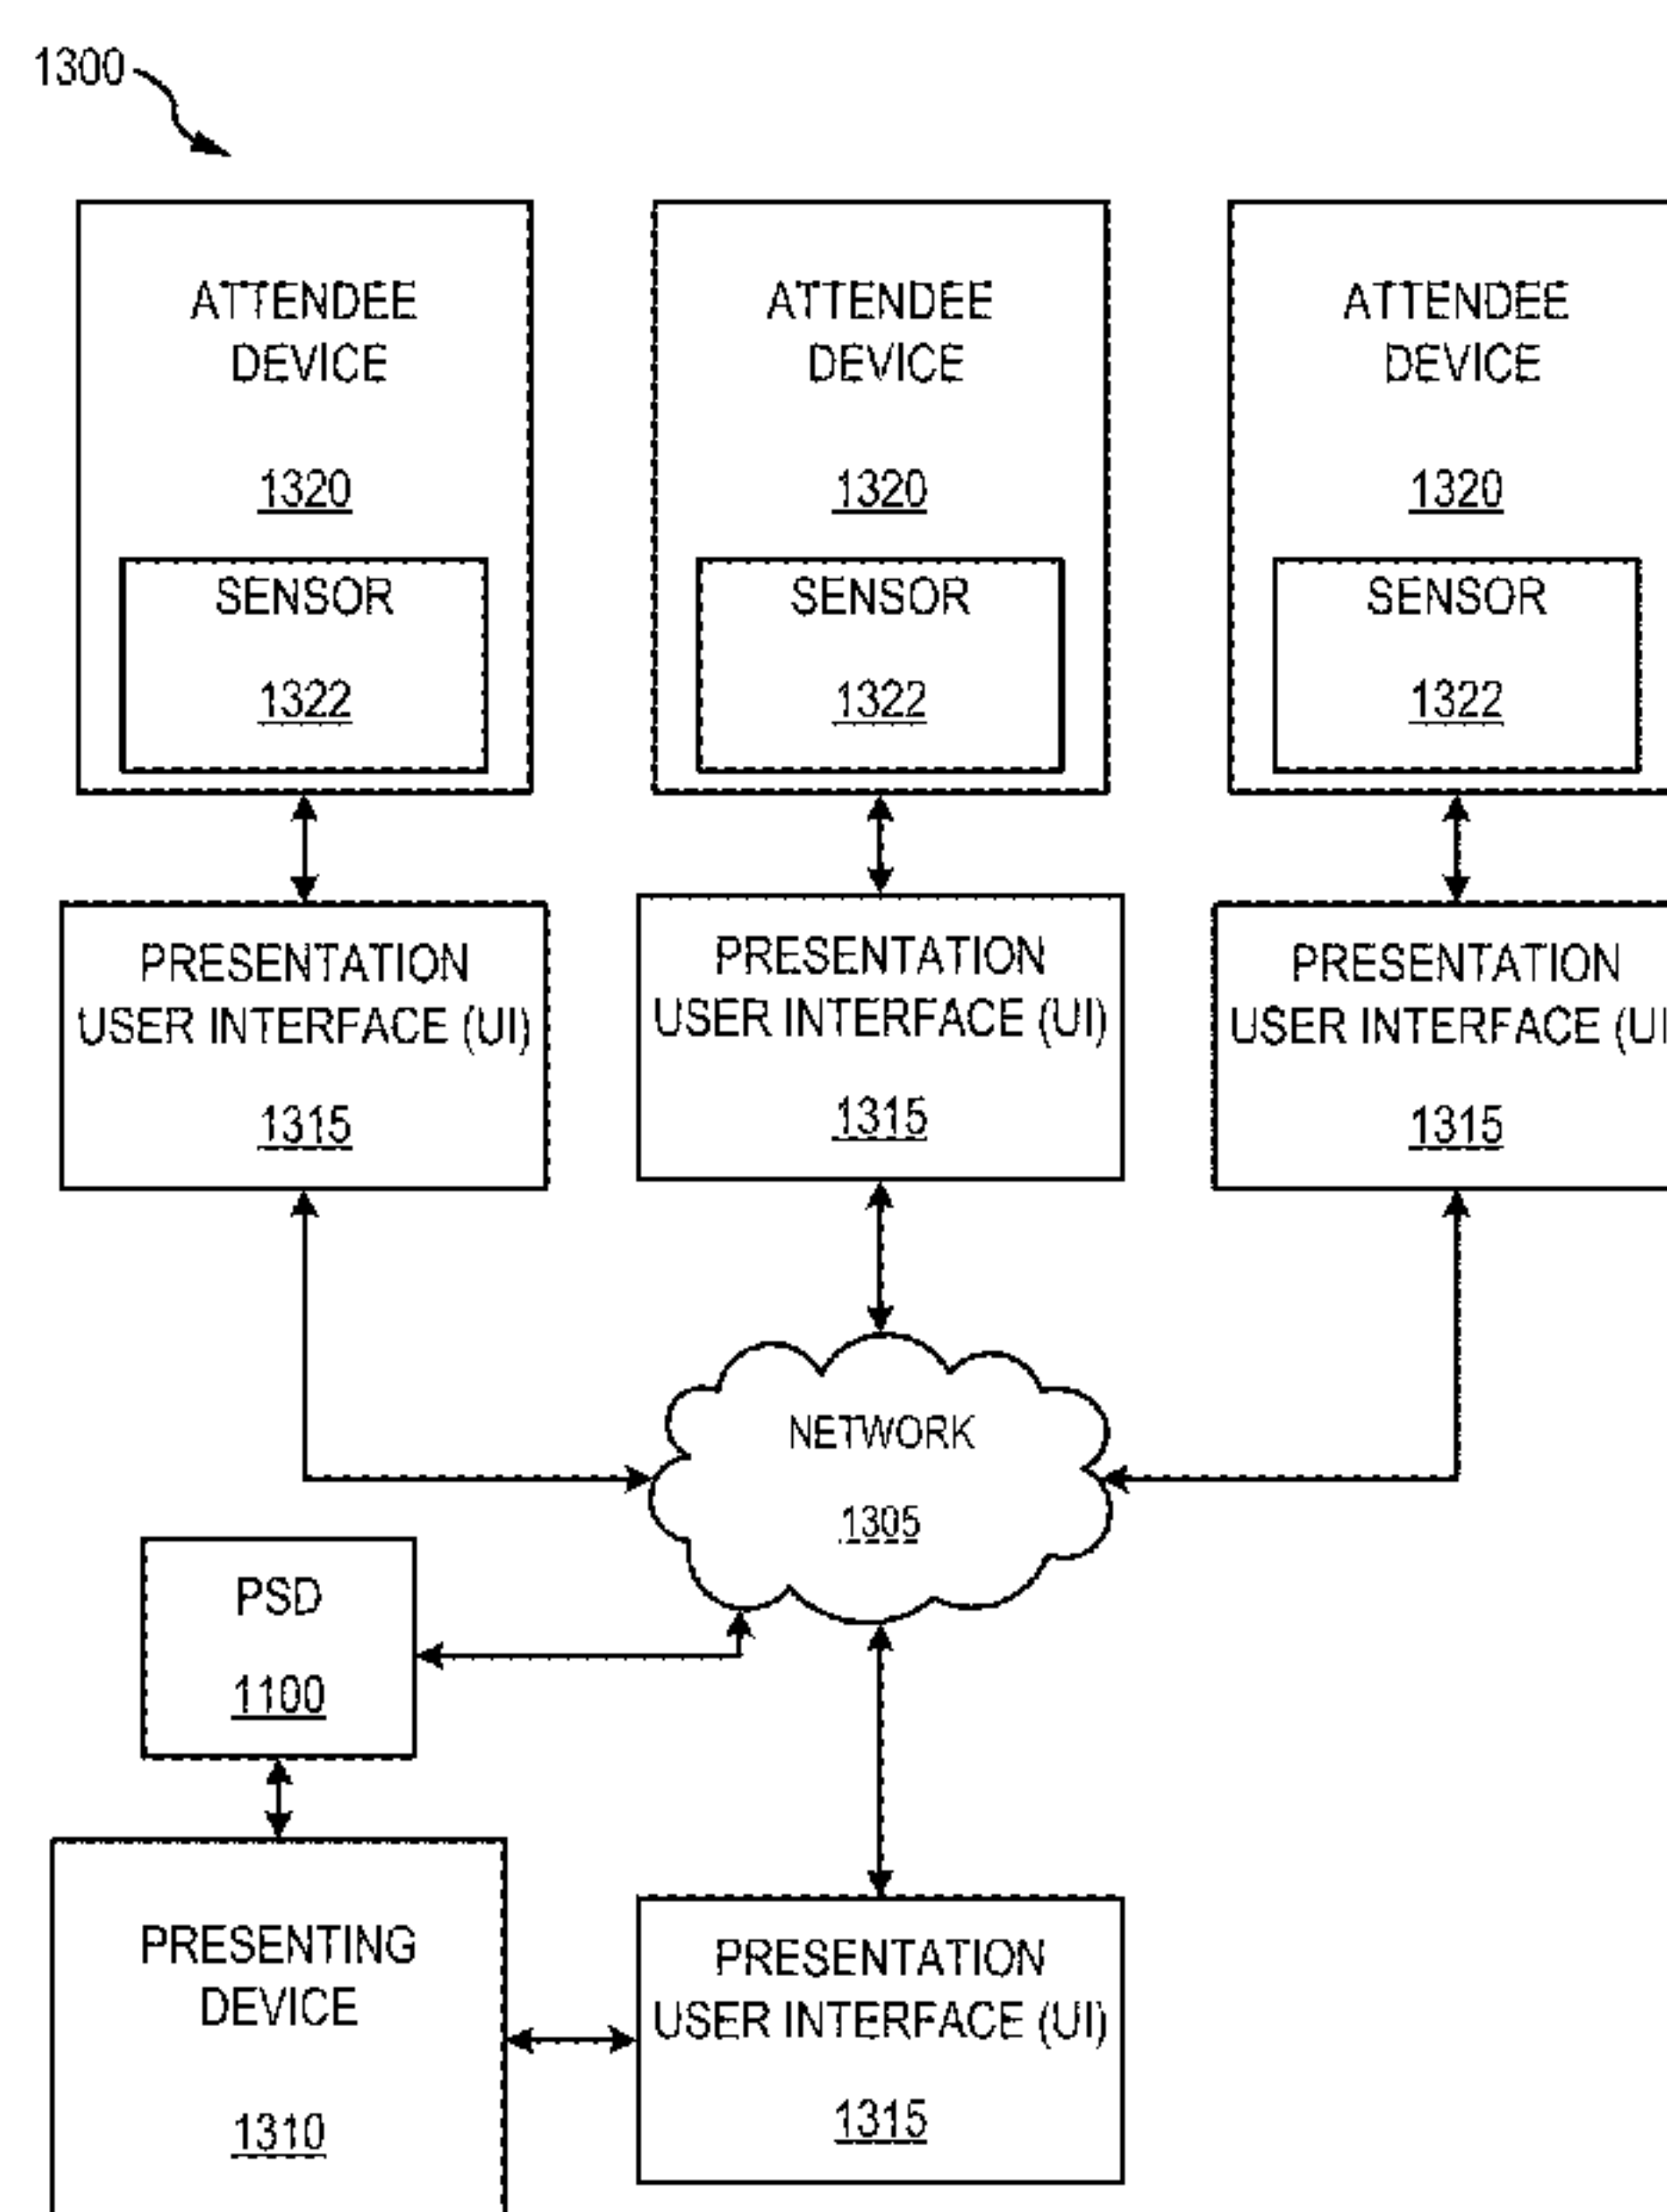 1300
ATTENDEE
DEVICE
1320
SENSOR
1322
ATTENDEE
DEVICE
1320
SENSOR
1322
ATTENDEE
DEVICE
1320
SENSOR
1322
PRESENTATION
USER INTERFACE (UI)
1315
PRESENTATION
USER INTERFACE (UI)
1315
PRESENTATION
USER INTERFACE (UI
1315
NETWORK
1305
PSD
1100
PRESENTING
DEVICE
1310
PRESENTATION
USER INTERFACE (UI)
1315